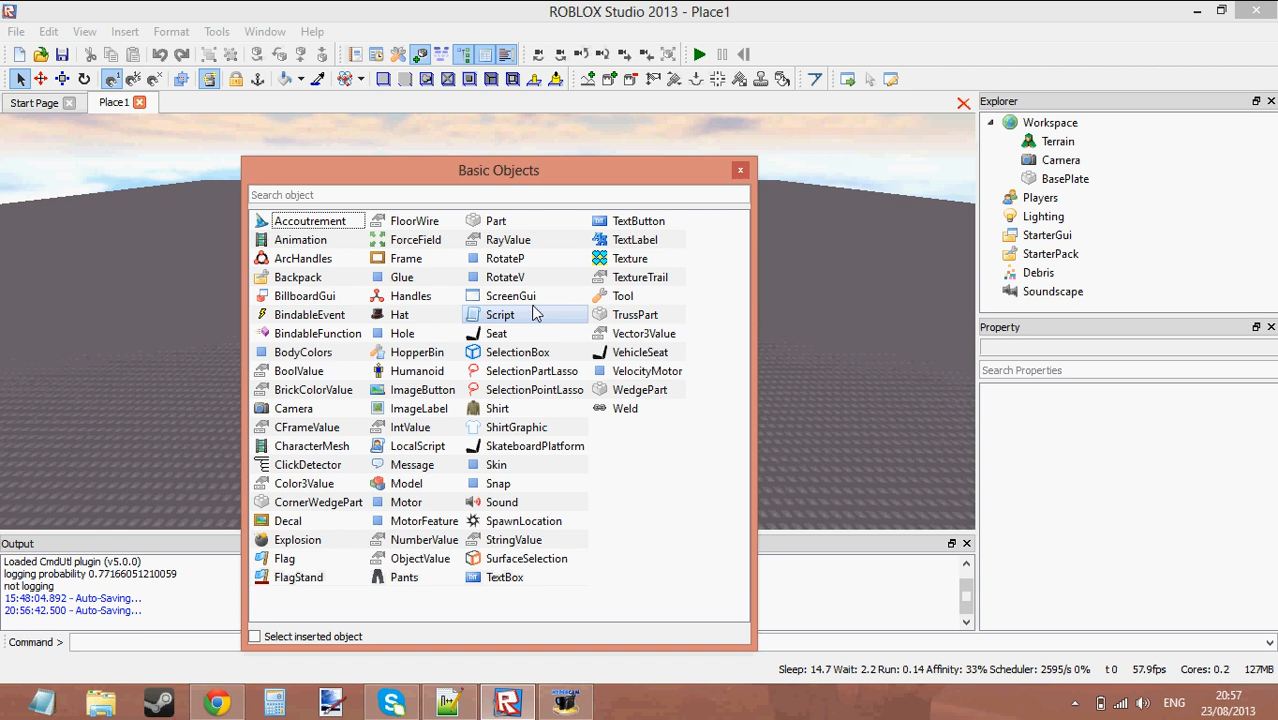 ROBLOX Studio 2013 - Place1
File Edit View Insert Format Tools Window Help
Start Page
Place1
Explorer
Workspace
Terrain
Camera
BasePlate
Players
Lighting
StarterGui
StarterPack
Debris
Soundscape
Property
Search Properties
Basic Objects
Search object
Accoutrement FloorWire Part TextButton
Animation ForceField RayValue TextLabel
ArcHandles Frame RotateP Texture
Backpack Glue RotateV TextureTrail
BillboardGui Handles ScreenGui Tool
BindableEvent Hat Script TrussPart
BindableFunction Hole Seat Vector3Value
BodyColors HopperBin SelectionBox VehicleSeat
BoolValue Humanoid SelectionPartLasso VelocityMotor
BrickColorValue ImageButton SelectionPointLasso WedgePart
Camera ImageLabel Shirt Weld
CFrameValue IntValue ShirtGraphic
CharacterMesh LocalScript SkateboardPlatform
ClickDetector Message Skin
Color3Value Model Snap
CornerWedgePart Motor Sound
Decal MotorFeature SpawnLocation
Explosion NumberValue StringValue
Flag ObjectValue SurfaceSelection
FlagStand Pants TextBox
Select inserted object
Output
Loaded CmdUtl plugin (v5.0.0)
logging probability 0.77166051210059
not logging
15:48:04.892 - Auto-Saving...
20:56:42.500 - Auto-Saving...
Command >
Sleep: 14.7 Wait: 2.2 Run: 0.14 Affinity: 33% Scheduler: 2595/s 0% t 0 57.9fps Cores: 0.2 127MB
ENG
20:57
23/08/2013